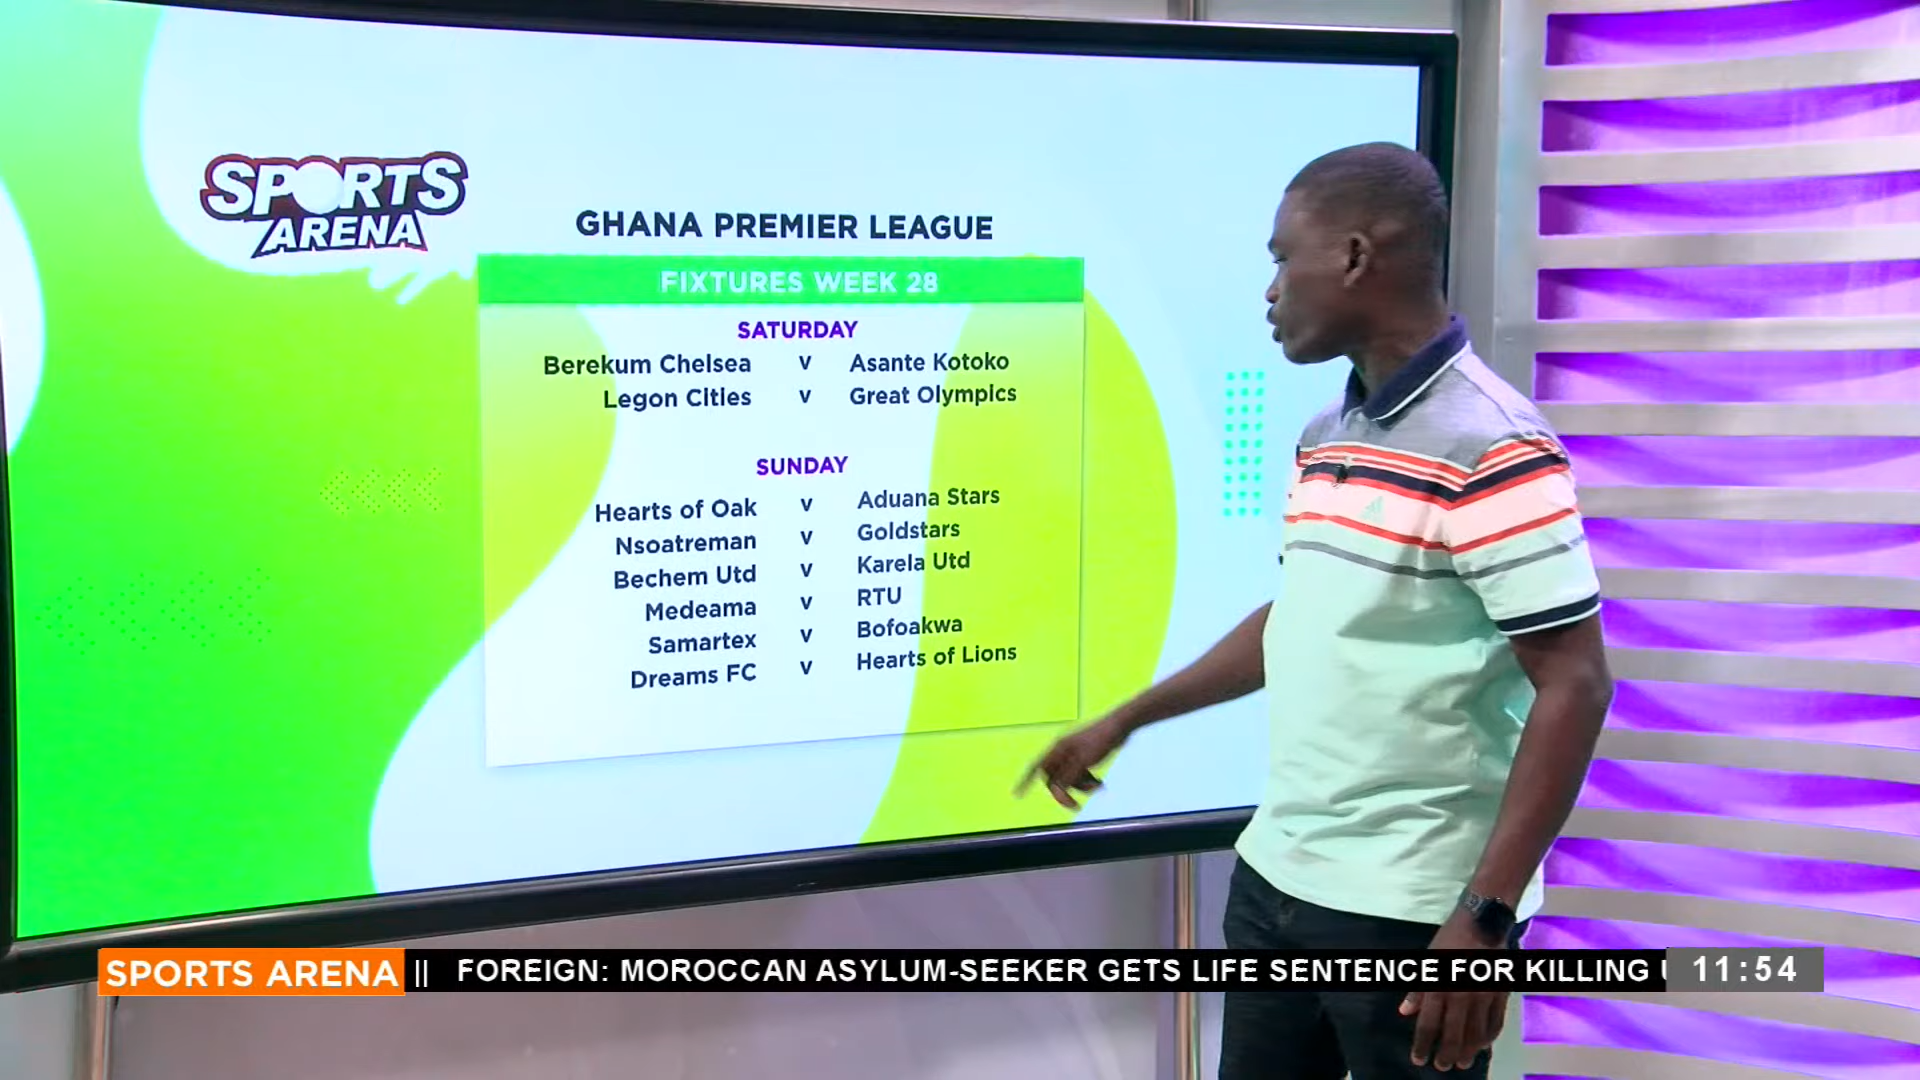 SPORTS
ARENA
GHANA PREMIER LEAGUE
FIXTURES WEEK 28
SATURDAY
Berekum Chelsea v Asante Kotoko
Legon Cities v Great Olympics
SUNDAY
Hearts of Oak v Aduana Stars
Nsoatreman v Goldstars
Bechem Utd v Karela Utd
Medeama v RTU
Samartex v Bofoakwa
Dreams FC v Hearts of Lions
SPORTS ARENA || FOREIGN: MOROCCAN ASYLUM-SEEKER GETS LIFE SENTENCE FOR KILLING 11:54